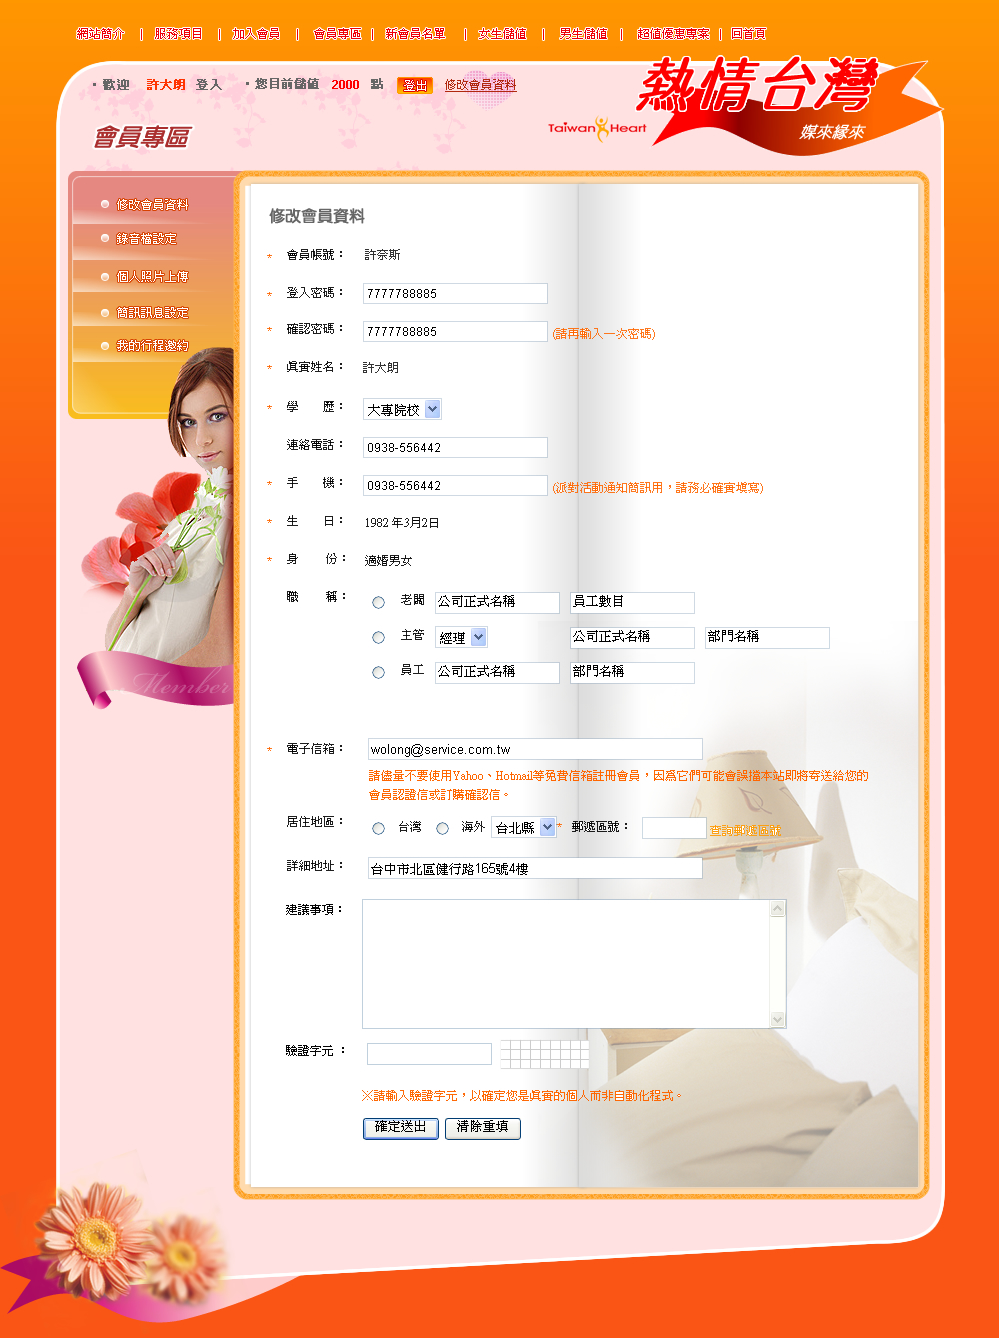 網站簡介 | 服務項目 | 加入會員 | 會員專區 | 新會員名單 | 女生儲值 | 男生儲值 | 超值優惠專案 | 回首頁
・歡迎 許大朗 登入 ・您目前儲值 2000 點 登出 修改會員資料
熱情台灣
Taiwan Heart
媒來緣來
會員專區
修改會員資料
錄音檔設定
個人照片上傳
簡訊訊息設定
我的行程邀約
Member
修改會員資料
* 會員帳號： 許奈斯
* 登入密碼： 7777788885
* 確認密碼： 7777788885 (請再輸入一次密碼)
* 真實姓名： 許大朗
* 學 歷： 大專院校
連絡電話： 0938-556442
* 手 機： 0938-556442 (派對活動通知簡訊用，請務必確實填寫)
* 生 日： 1982 年3月2日
* 身 份： 適婚男女
職 稱： 老闆 公司正式名稱 員工數目
主管 經理 公司正式名稱 部門名稱
員工 公司正式名稱 部門名稱
* 電子信箱： wolong@service.com.tw
請儘量不要使用Yahoo、Hotmail等免費信箱註冊會員，因為它們可能會誤擋本站即將寄送給您的
會員認證信或訂購確認信。
居住地區： 台灣 海外 台北縣 * 郵遞區號： 查詢郵遞區號
詳細地址： 台中市北區健行路165號4樓
建議事項：
驗證字元 ：
※請輸入驗證字元，以確定您是真實的個人而非自動化程式。
確定送出 清除重填